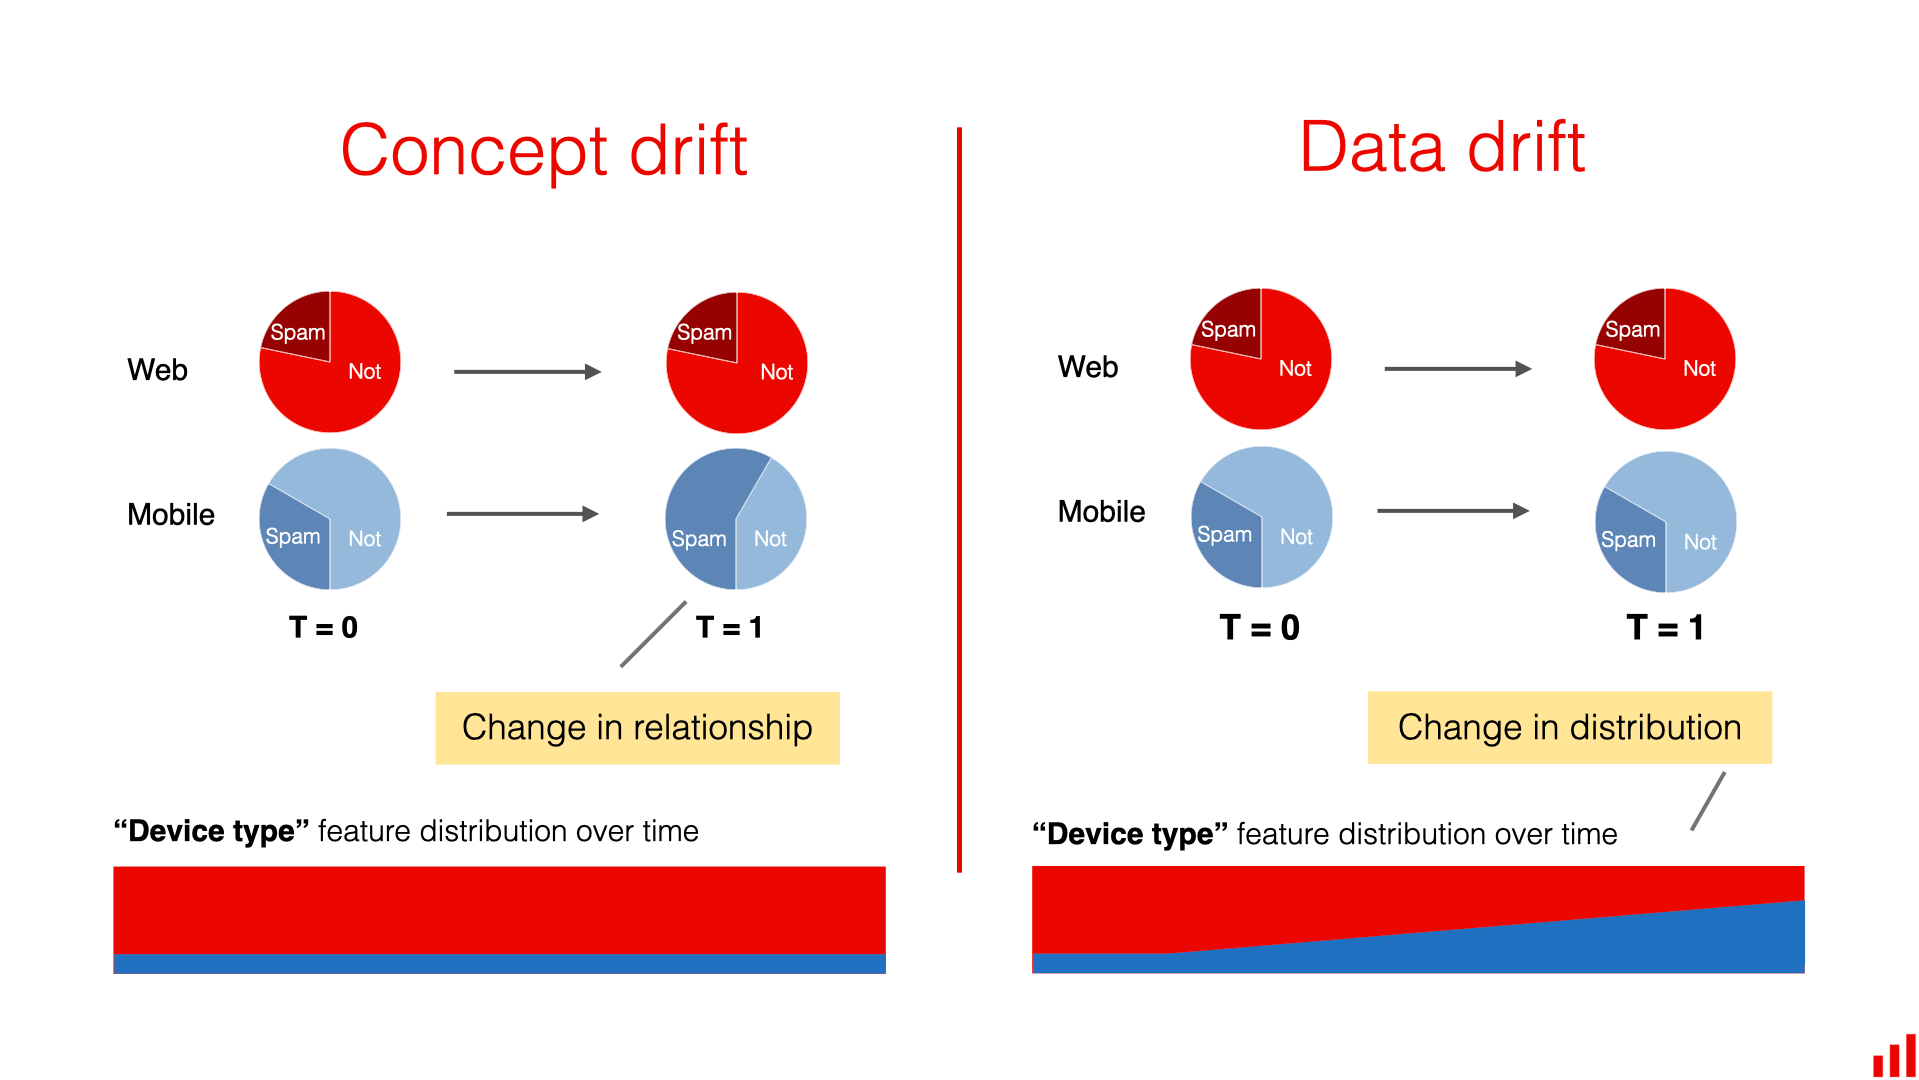 Concept drift
Web
Spam
Not
Spam
Not
Mobile
Spam
Not
Spam
Not
T = 0
T = 1
Change in relationship
“Device type” feature distribution over time
Data drift
Web
Spam
Not
Spam
Not
Mobile
Spam
Not
Spam
Not
T = 0
T = 1
Change in distribution
“Device type” feature distribution over time